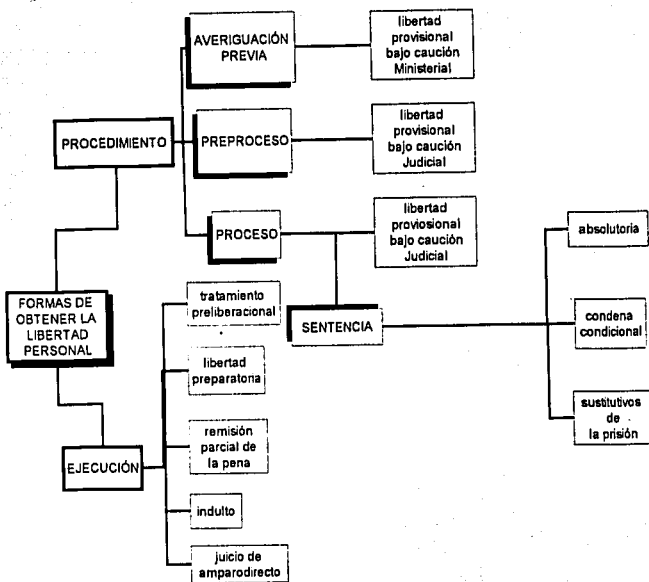 AVERIGUACIÓN
PREVIA
libertad
provisional
bajo caución
Ministerial
PROCEDIMIENTO
PREPROCESO
libertad
provisional
bajo caución
Judicial
PROCESO
libertad
proviosional
bajo caución
Judicial
absolutoria
FORMAS DE
OBTENER LA
LIBERTAD
PERSONAL
tratamiento
preliberacional
SENTENCIA
condena
condicional
libertad
preparatoria
sustitutivos
de
la prisión
remisión
parcial de
la pena
EJECUCIÓN
indulto
juicio de
amparodirecto